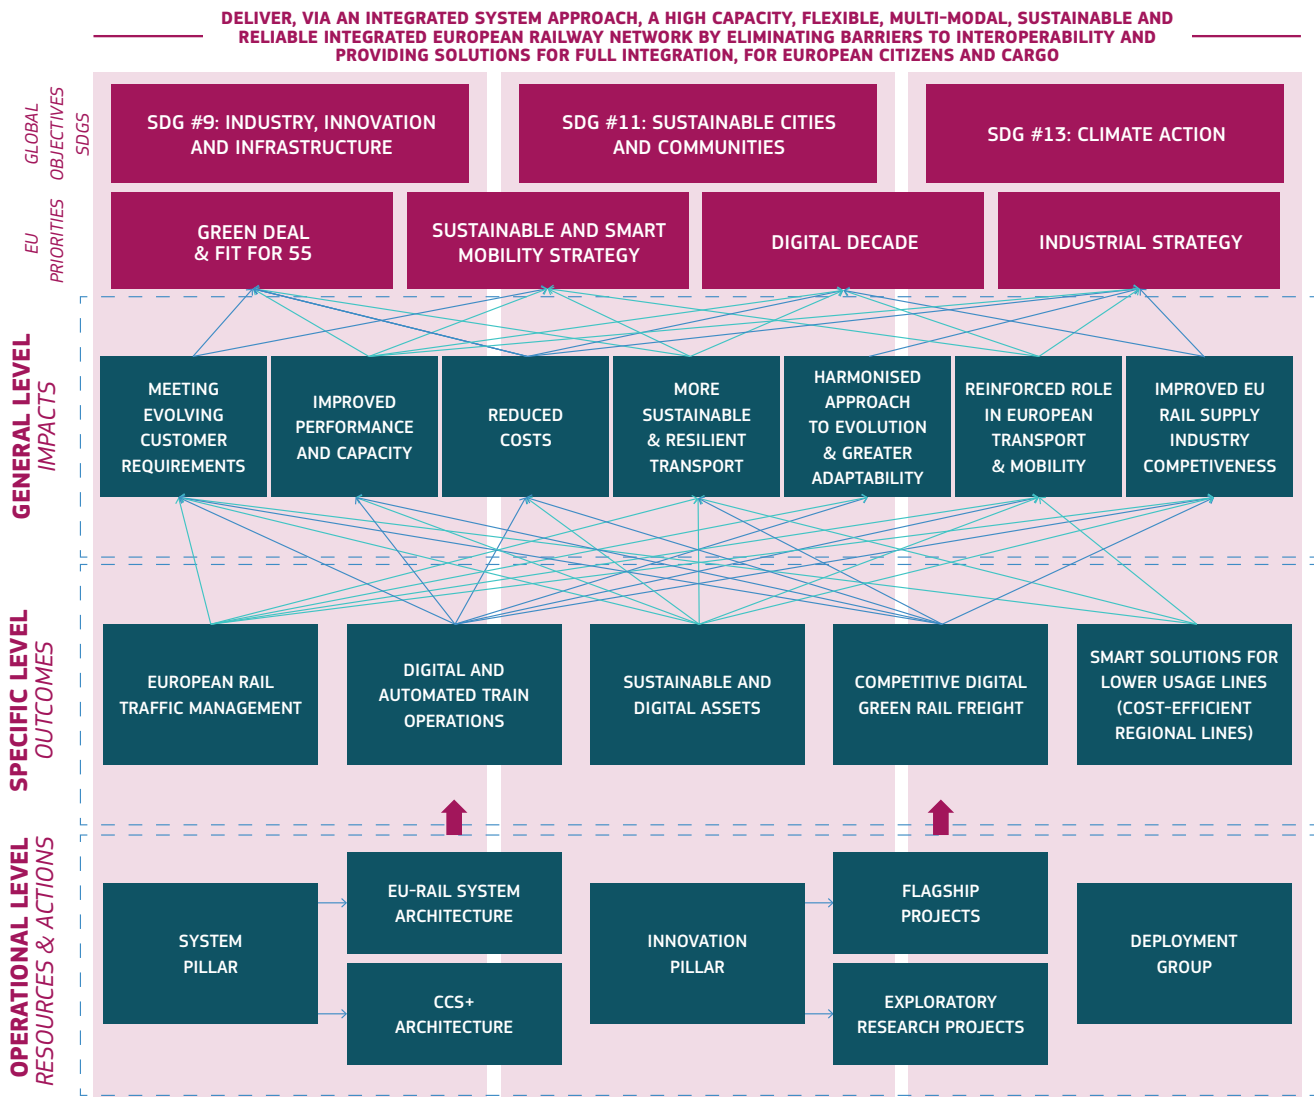 DELIVER, VIA AN INTEGRATED SYSTEM APPROACH, A HIGH CAPACITY, FLEXIBLE, MULTI-MODAL, SUSTAINABLE AND
RELIABLE INTEGRATED EUROPEAN RAILWAY NETWORK BY ELIMINATING BARRIERS TO INTEROPERABILITY AND
PROVIDING SOLUTIONS FOR FULL INTEGRATION, FOR EUROPEAN CITIZENS AND CARGO
GLOBAL
OBJECTIVES
SDGS
SDG #9: INDUSTRY, INNOVATION
AND INFRASTRUCTURE
SDG #11: SUSTAINABLE CITIES
AND COMMUNITIES
SDG #13: CLIMATE ACTION
EU
PRIORITIES
GREEN DEAL
& FIT FOR 55
SUSTAINABLE AND SMART
MOBILITY STRATEGY
DIGITAL DECADE
INDUSTRIAL STRATEGY
GENERAL LEVEL
IMPACTS
MEETING
EVOLVING
CUSTOMER
REQUIREMENTS
IMPROVED
PERFORMANCE
AND CAPACITY
REDUCED
COSTS
MORE
SUSTAINABLE
& RESILIENT
TRANSPORT
HARMONISED
APPROACH
TO EVOLUTION
& GREATER
ADAPTABILITY
REINFORCED ROLE
IN EUROPEAN
TRANSPORT
& MOBILITY
IMPROVED EU
RAIL SUPPLY
INDUSTRY
COMPETIVENESS
SPECIFIC LEVEL
OUTCOMES
EUROPEAN RAIL
TRAFFIC MANAGEMENT
DIGITAL AND
AUTOMATED TRAIN
OPERATIONS
SUSTAINABLE AND
DIGITAL ASSETS
COMPETITIVE DIGITAL
GREEN RAIL FREIGHT
SMART SOLUTIONS FOR
LOWER USAGE LINES
(COST-EFFICIENT
REGIONAL LINES)
OPERATIONAL LEVEL
RESOURCES & ACTIONS
SYSTEM
PILLAR
EU-RAIL SYSTEM
ARCHITECTURE
CCS+
ARCHITECTURE
INNOVATION
PILLAR
FLAGSHIP
PROJECTS
EXPLORATORY
RESEARCH PROJECTS
DEPLOYMENT
GROUP